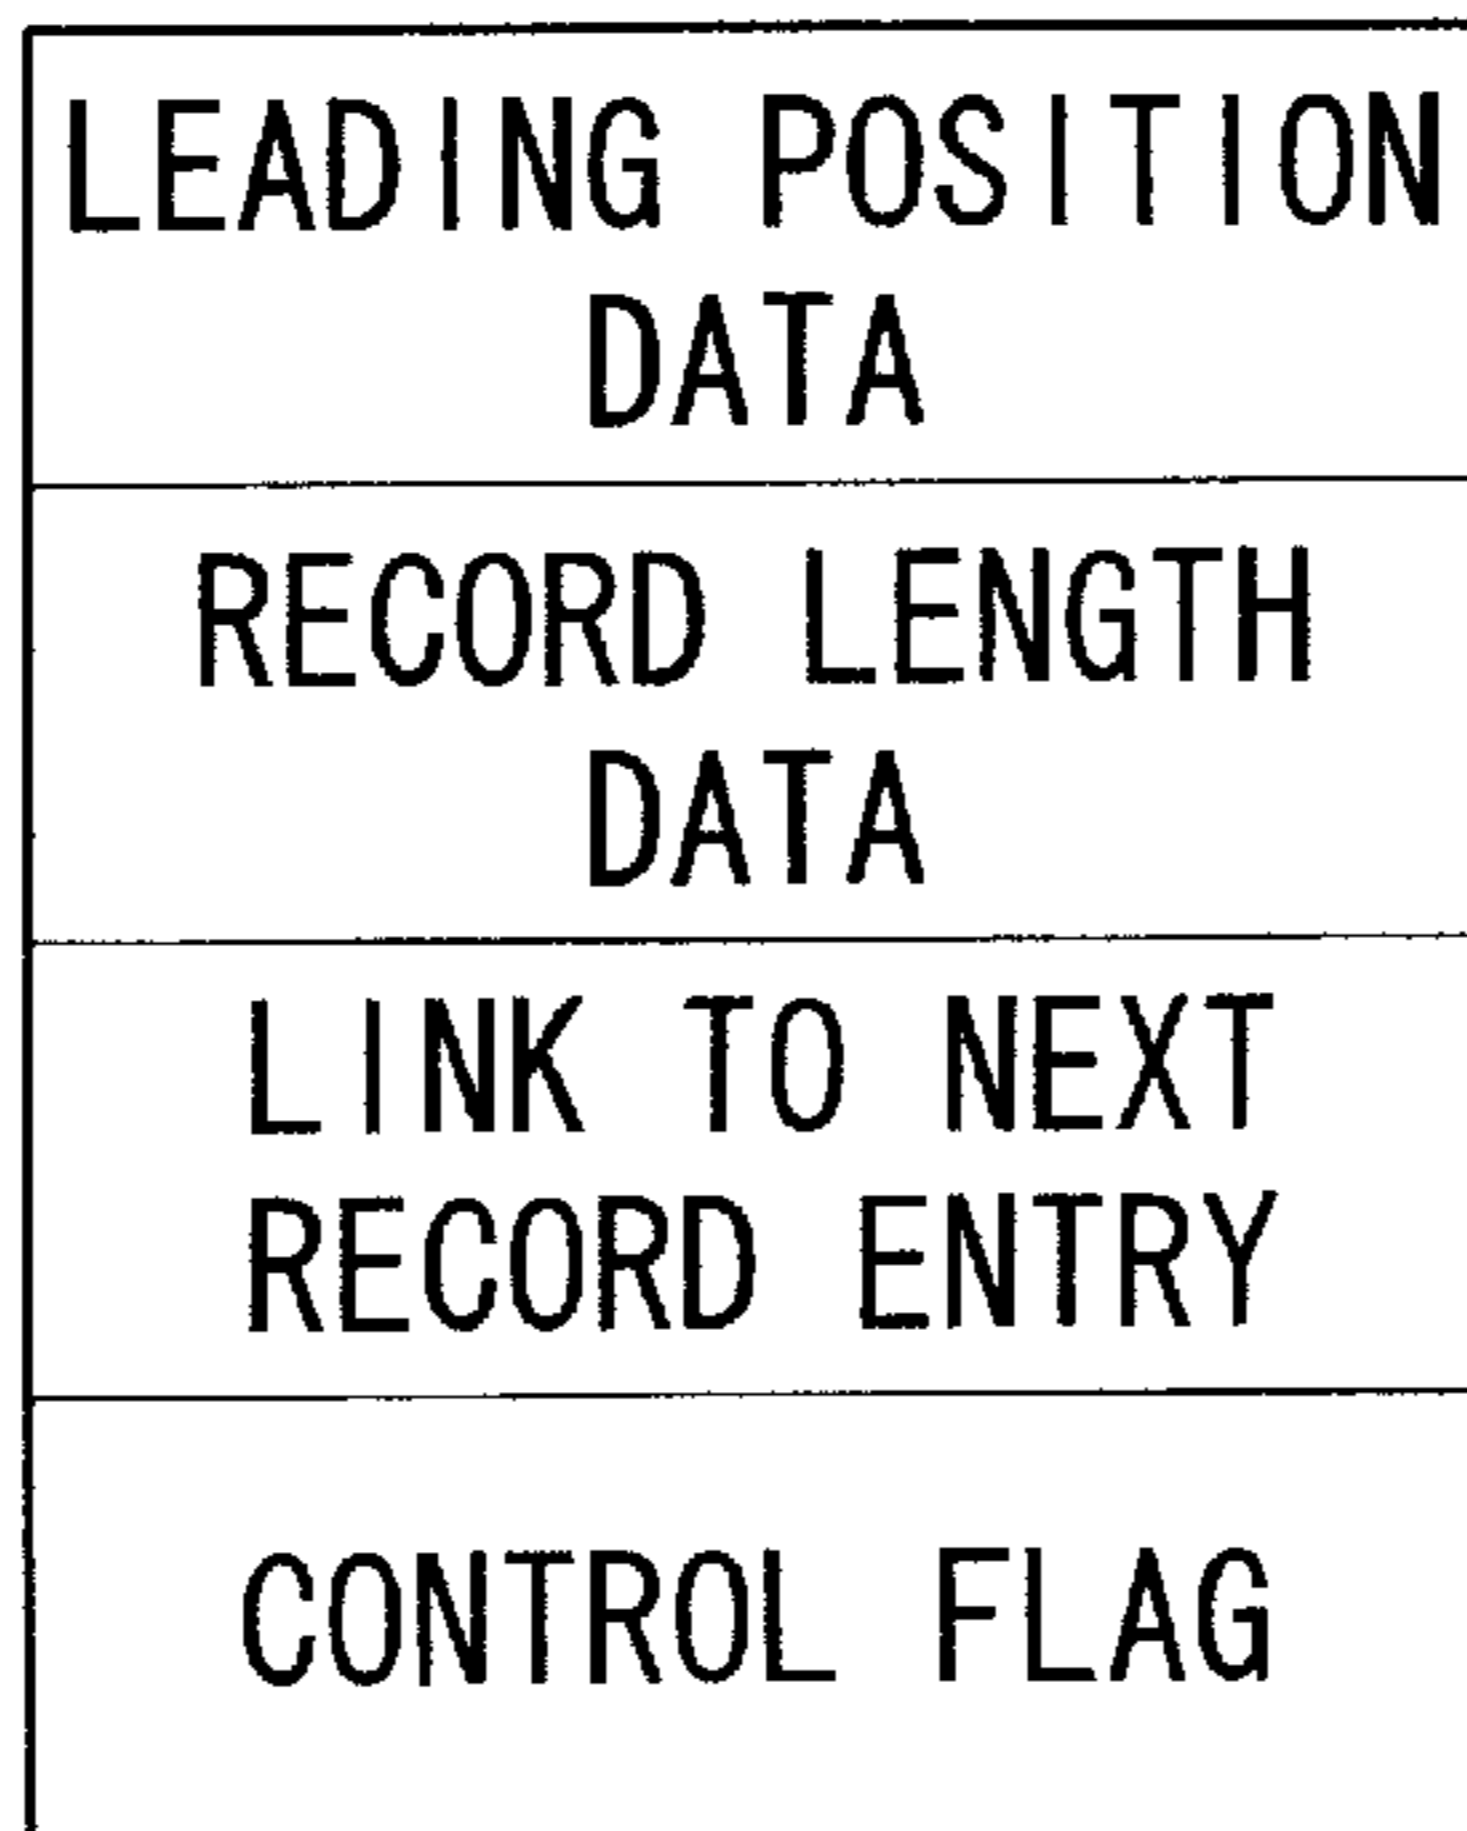 LEADING POSITION
DATA
RECORD LENGTH
DATA
LINK TO NEXT
RECORD ENTRY
CONTROL FLAG